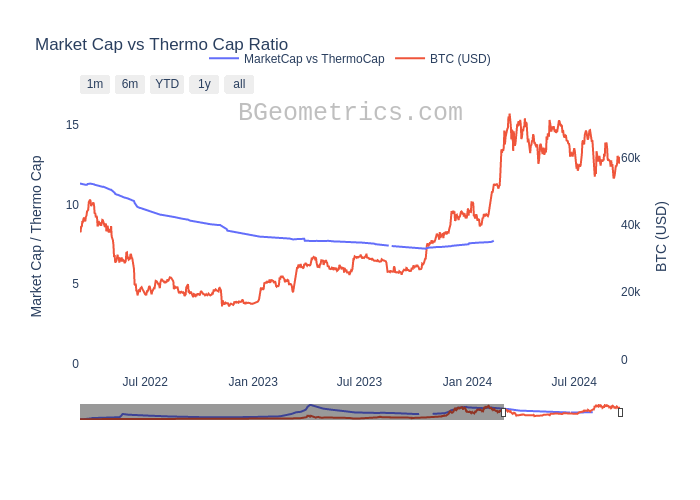 Market Cap vs Thermo Cap Ratio
MarketCap vs ThermoCap
BTC (USD)
1m
6m
YTD
1y
all
BGeometrics.com
Market Cap / Thermo Cap
15
10
5
0
BTC (USD)
60k
40k
20k
0
Jul 2022
Jan 2023
Jul 2023
Jan 2024
Jul 2024